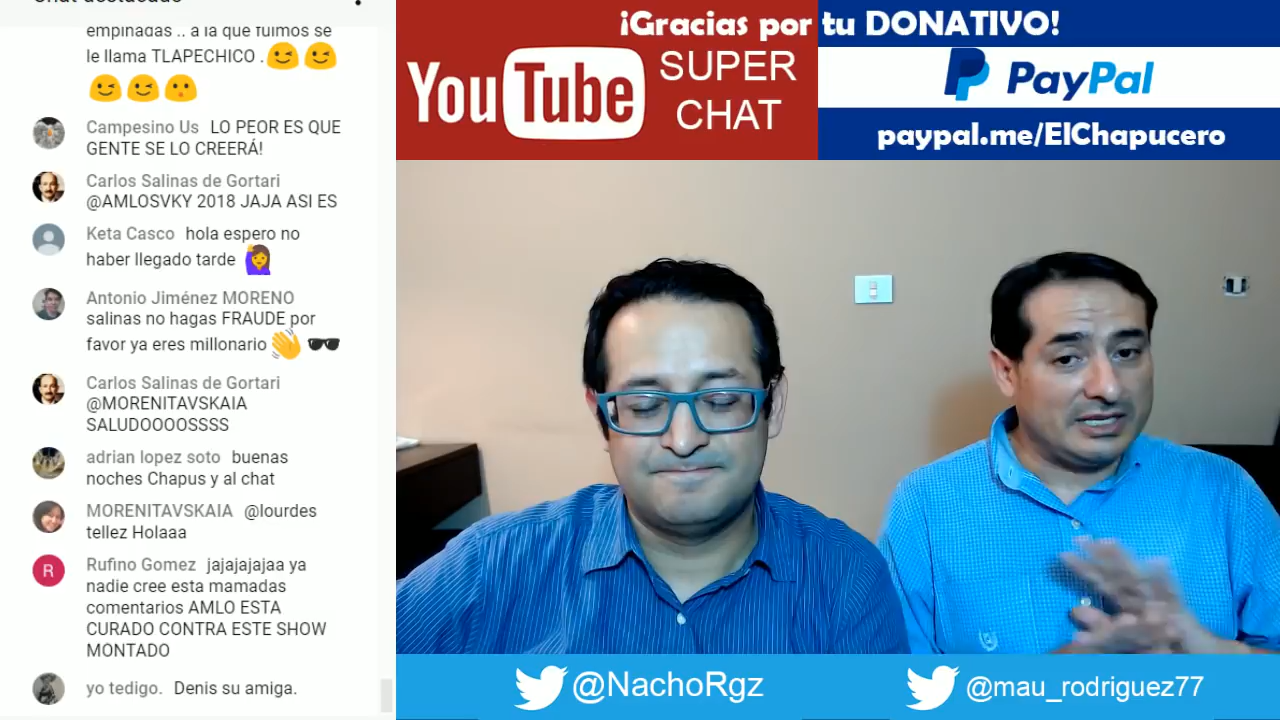 Chat destacado
empinadas .. a la que fuimos se
le llama TLAPECHICO .
Campesino Us LO PEOR ES QUE
GENTE SE LO CREERÁ!
Carlos Salinas de Gortari
@AMLOSVKY 2018 JAJA ASI ES
Keta Casco hola espero no
haber llegado tarde
Antonio Jiménez MORENO
salinas no hagas FRAUDE por
favor ya eres millonario
Carlos Salinas de Gortari
@MORENITAVSKAIA
SALUDOOOOSSSS
adrian lopez soto buenas
noches Chapus y al chat
MORENITAVSKAIA @lourdes
tellez Holaaa
R
Rufino Gomez jajajajajaa ya
nadie cree esta mamadas
comentarios AMLO ESTA
CURADO CONTRA ESTE SHOW
MONTADO
yo tedigo. Denis su amiga.
¡Gracias por tu DONATIVO!
YouTube
SUPER
CHAT
PayPal
paypal.me/ElChapucero
@NachoRgz
@mau_rodriguez77